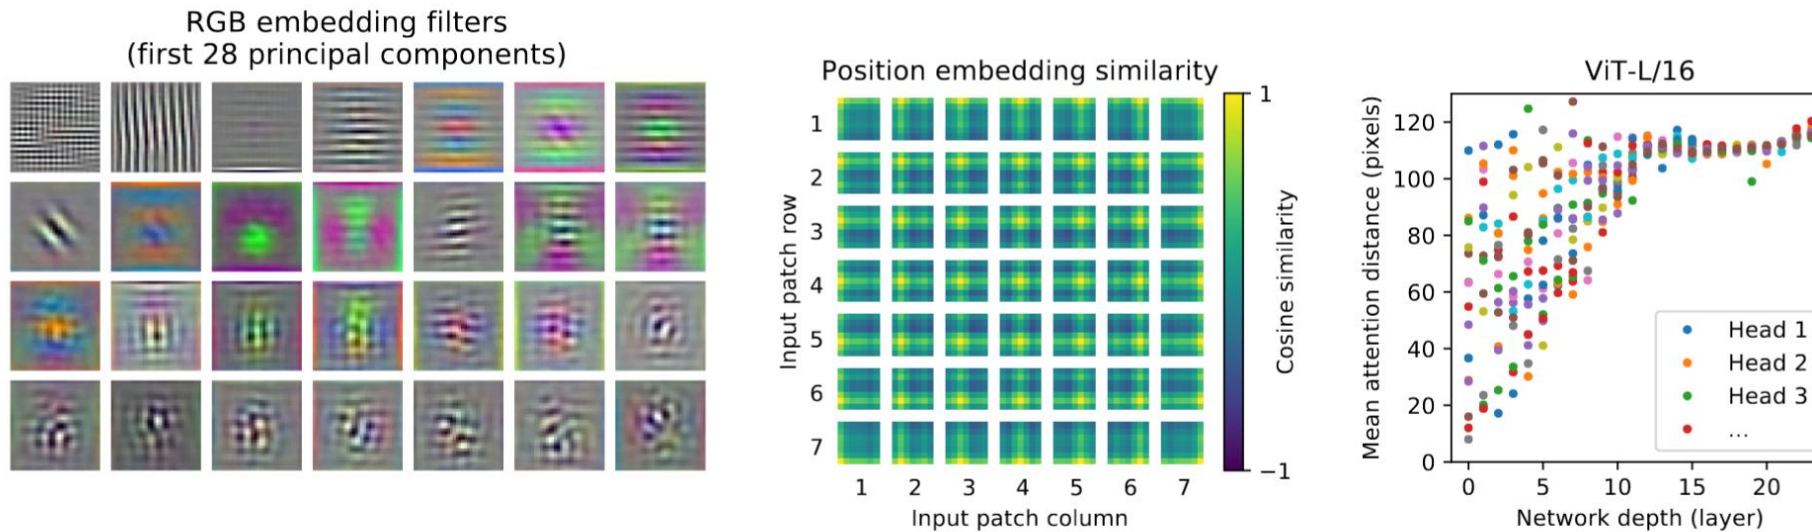 RGB embedding filters
(first 28 principal components)
Position embedding similarity
Input patch row
1
2
3
4
5
6
7
1 2 3 4 5 6 7
Input patch column
1
−1
Cosine similarity
ViT-L/16
Mean attention distance (pixels)
120
100
80
60
40
20
0
0 5 10 15 20
Network depth (layer)
Head 1
Head 2
Head 3
...